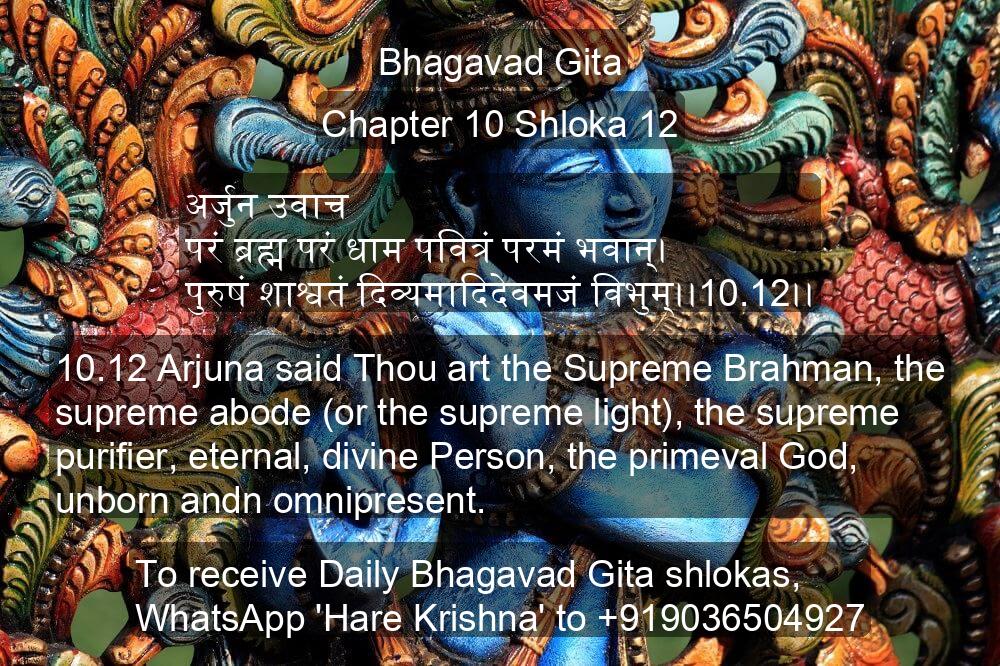 Bhagavad Gita
Chapter 10 Shloka 12
अर्जुन उवाच
परं ब्रह्म परं धाम पवित्रं परमं भवान्।
पुरुषं शाश्वतं दिव्यमादिदेवमजं विभुम्।।10.12।।
10.12 Arjuna said Thou art the Supreme Brahman, the
supreme abode (or the supreme light), the supreme
purifier, eternal, divine Person, the primeval God,
unborn andn omnipresent.
To receive Daily Bhagavad Gita shlokas,
WhatsApp 'Hare Krishna' to +919036504927